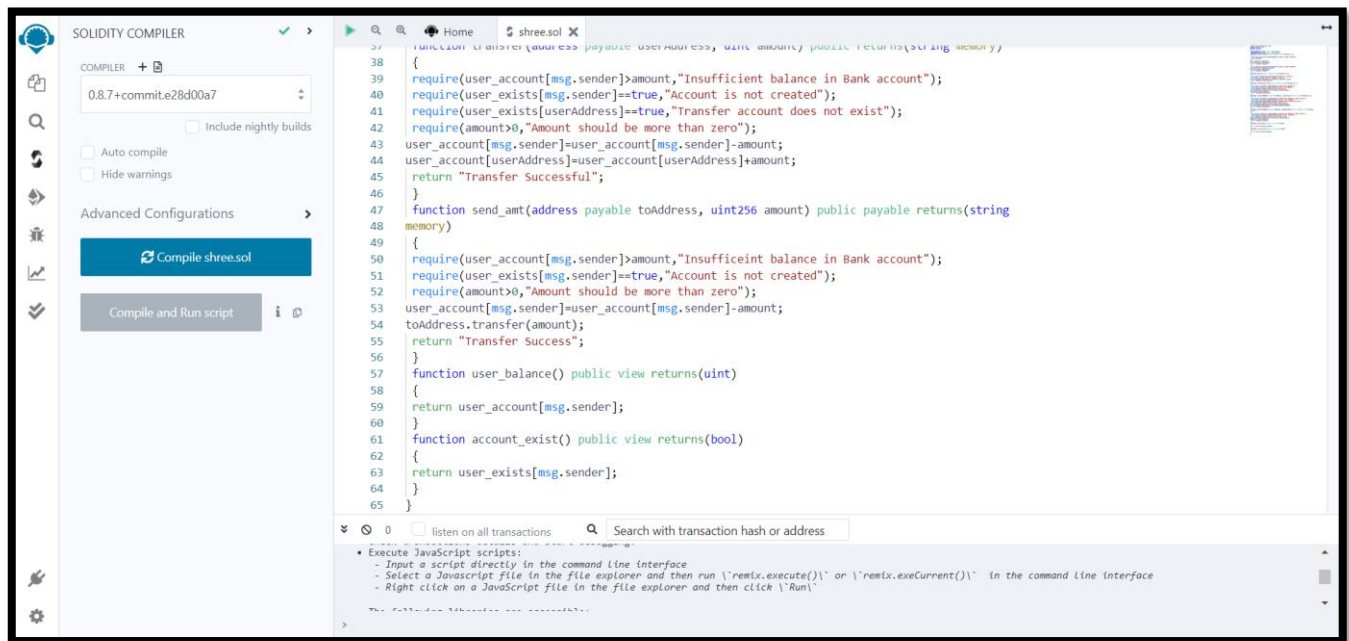 SOLIDITY COMPILER
COMPILER
0.8.7+commit.e28d00a7
Include nightly builds
Auto compile
Hide warnings
Advanced Configurations
Compile shree.sol
Compile and Run script
Home
shree.sol
37 function transfer(address payable userAddress, uint amount) public returns(string memory)
38 {
39 require(user_account[msg.sender]>amount,"Insufficient balance in Bank account");
40 require(user_exists[msg.sender]==true,"Account is not created");
41 require(user_exists[userAddress]==true,"Transfer account does not exist");
42 require(amount>0,"Amount should be more than zero");
43 user_account[msg.sender]=user_account[msg.sender]-amount;
44 user_account[userAddress]=user_account[userAddress]+amount;
45 return "Transfer Successful";
46 }
47 function send_amt(address payable toAddress, uint256 amount) public payable returns(string
48 memory)
49 {
50 require(user_account[msg.sender]>amount,"Insufficeint balance in Bank account");
51 require(user_exists[msg.sender]==true,"Account is not created");
52 require(amount>0,"Amount should be more than zero");
53 user_account[msg.sender]=user_account[msg.sender]-amount;
54 toAddress.transfer(amount);
55 return "Transfer Success";
56 }
57 function user_balance() public view returns(uint)
58 {
59 return user_account[msg.sender];
60 }
61 function account_exist() public view returns(bool)
62 {
63 return user_exists[msg.sender];
64 }
65 }
0
listen on all transactions
Search with transaction hash or address
• Execute JavaScript scripts:
- Input a script directly in the command line interface
- Select a Javascript file in the file explorer and then run \`remix.execute()\` or \`remix.exeCurrent()\` in the command line interface
- Right click on a JavaScript file in the file explorer and then click \`Run\`
>